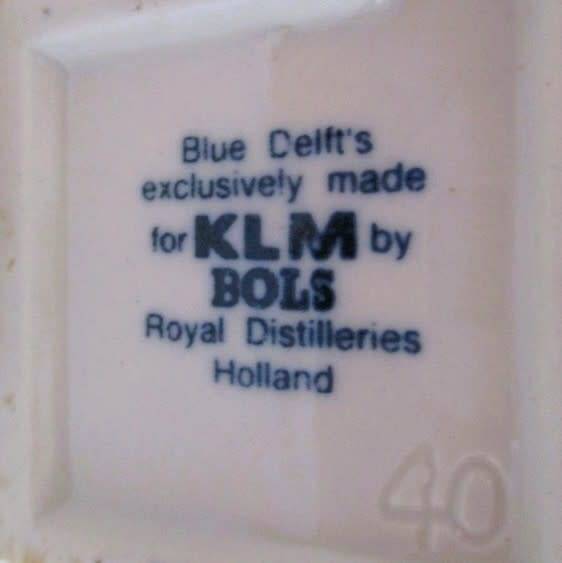 Blue Delft's
exclusively made
for KLM by
BOLS
Royal Distilleries
Holland
40